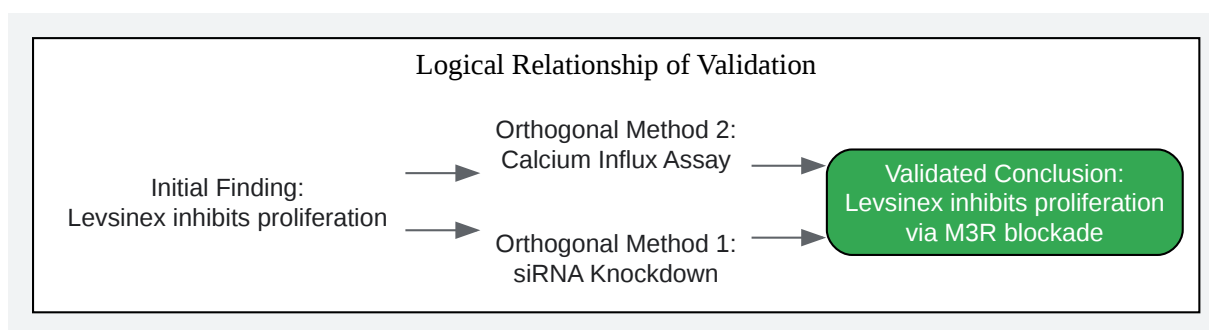 Logical Relationship of Validation
Initial Finding:
Levsinex inhibits proliferation
Orthogonal Method 2:
Calcium Influx Assay
Orthogonal Method 1:
siRNA Knockdown
Validated Conclusion:
Levsinex inhibits proliferation
via M3R blockade